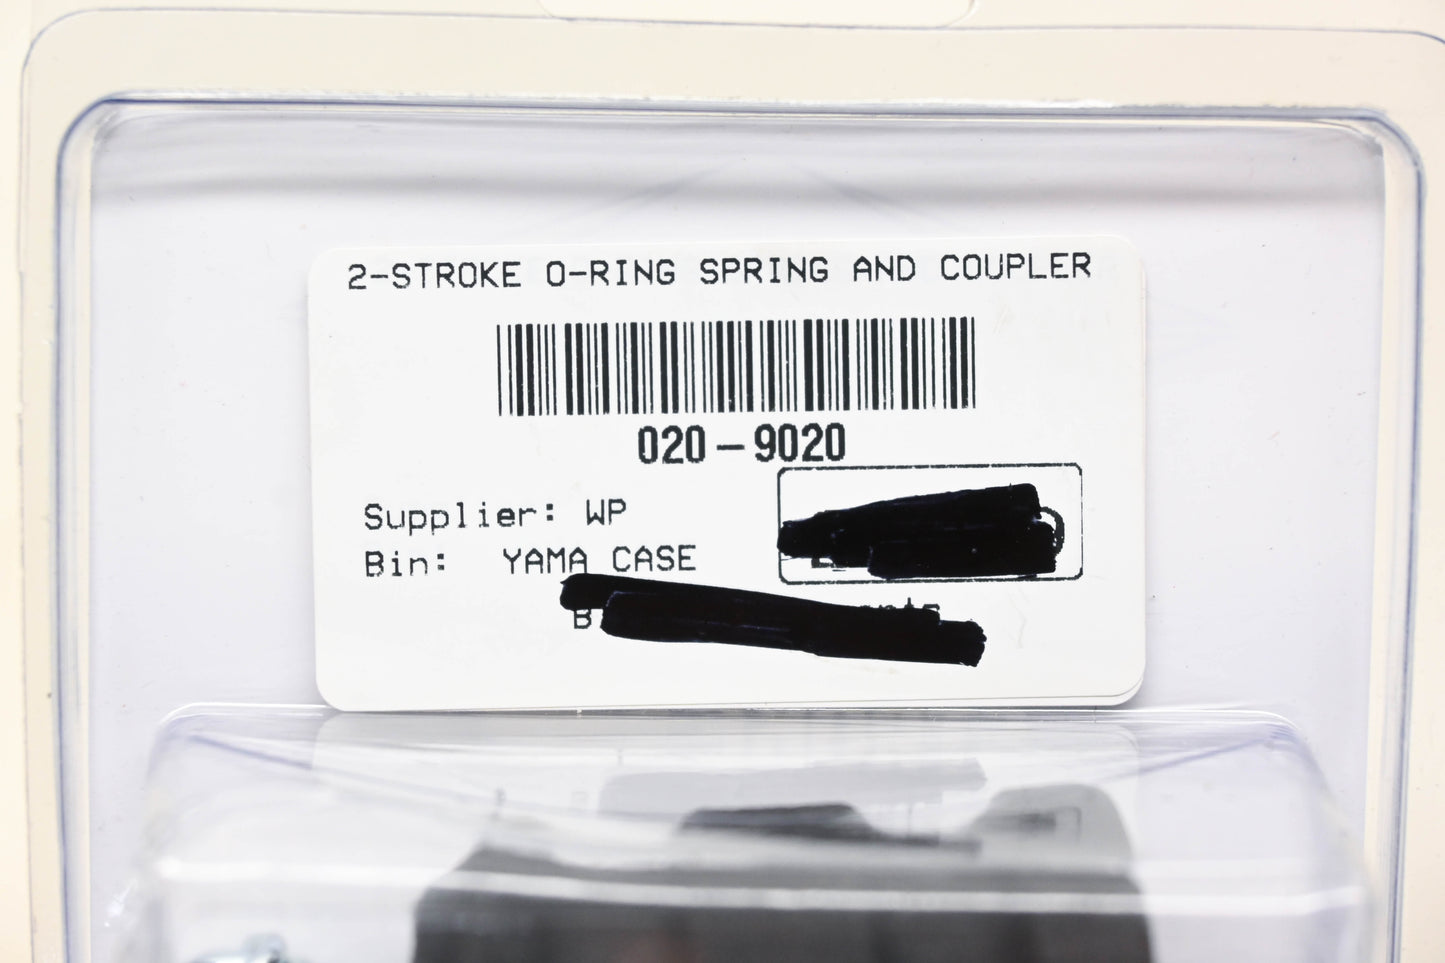 2-STROKE O-RING SPRING AND COUPLER
020-9020
Supplier: WP
Bin: YAMA CASE
B